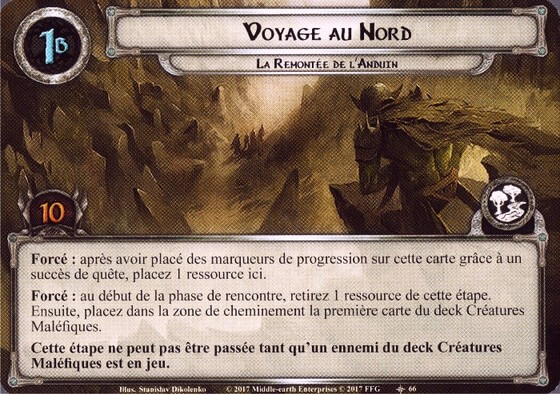 1B
Voyage au Nord
La Remontée de l'Anduin
10
Forcé : après avoir placé des marqueurs de progression sur cette carte grâce à un
succès de quête, placez 1 ressource ici.
Forcé : au début de la phase de rencontre, retirez 1 ressource de cette étape.
Ensuite, placez dans la zone de cheminement la première carte du deck Créatures
Maléfiques.
Cette étape ne peut pas être passée tant qu'un ennemi du deck Créatures
Maléfiques est en jeu.
Illus. Stanislav Dikolenko © 2017 Middle-earth Enterprises © 2017 FFG 66